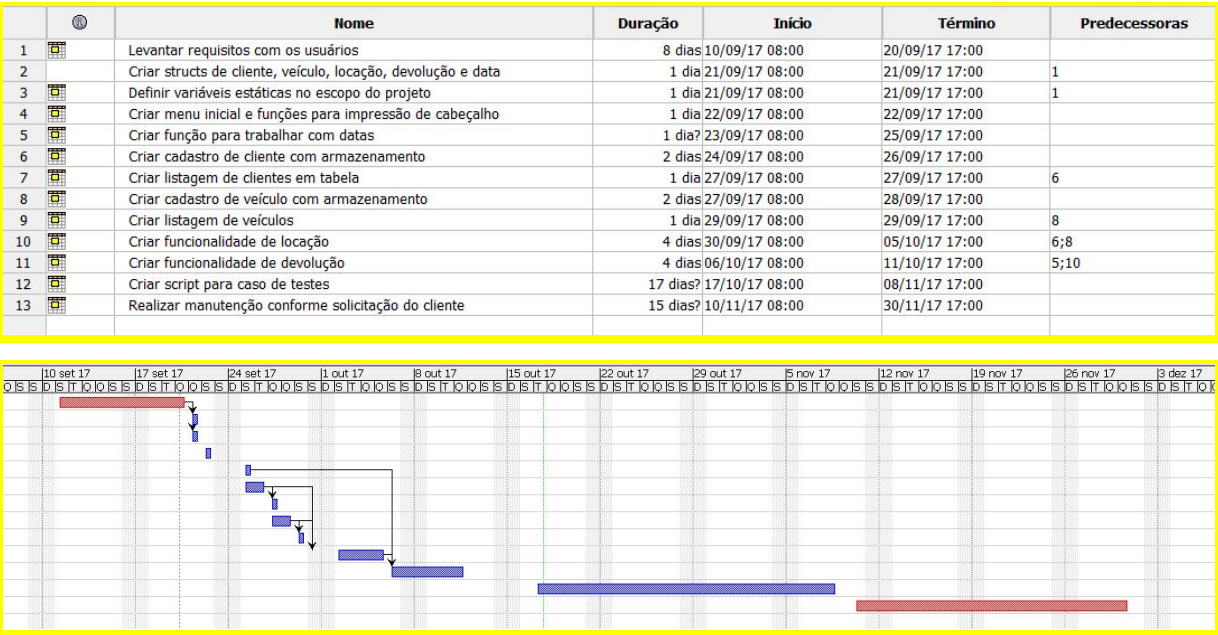 Nome Duração Início Término Predecessoras
1 Levantar requisitos com os usuários 8 dias 10/09/17 08:00 20/09/17 17:00
2 Criar structs de cliente, veículo, locação, devolução e data 1 dia 21/09/17 08:00 21/09/17 17:00 1
3 Definir variáveis estáticas no escopo do projeto 1 dia 21/09/17 08:00 21/09/17 17:00 1
4 Criar menu inicial e funções para impressão de cabeçalho 1 dia 22/09/17 08:00 22/09/17 17:00
5 Criar função para trabalhar com datas 1 dia? 23/09/17 08:00 25/09/17 17:00
6 Criar cadastro de cliente com armazenamento 2 dias 24/09/17 08:00 26/09/17 17:00
7 Criar listagem de clientes em tabela 1 dia 27/09/17 08:00 27/09/17 17:00 6
8 Criar cadastro de veículo com armazenamento 2 dias 27/09/17 08:00 28/09/17 17:00
9 Criar listagem de veículos 1 dia 29/09/17 08:00 29/09/17 17:00 8
10 Criar funcionalidade de locação 4 dias 30/09/17 08:00 05/10/17 17:00 6;8
11 Criar funcionalidade de devolução 4 dias 06/10/17 08:00 11/10/17 17:00 5;10
12 Criar script para caso de testes 17 dias? 17/10/17 08:00 08/11/17 17:00
13 Realizar manutenção conforme solicitação do cliente 15 dias? 10/11/17 08:00 30/11/17 17:00
10 set 17 17 set 17 24 set 17 1 out 17 8 out 17 15 out 17 22 out 17 29 out 17 5 nov 17 12 nov 17 19 nov 17 26 nov 17 3 dez 17
Q S S D S T Q Q S S D S T Q Q S S D S T Q Q S S D S T Q Q S S D S T Q Q S S D S T Q Q S S D S T Q Q S S D S T Q Q S S D S T Q Q S S D S T Q Q S S D S T Q Q S S D S T Q Q S S D S T Q Q